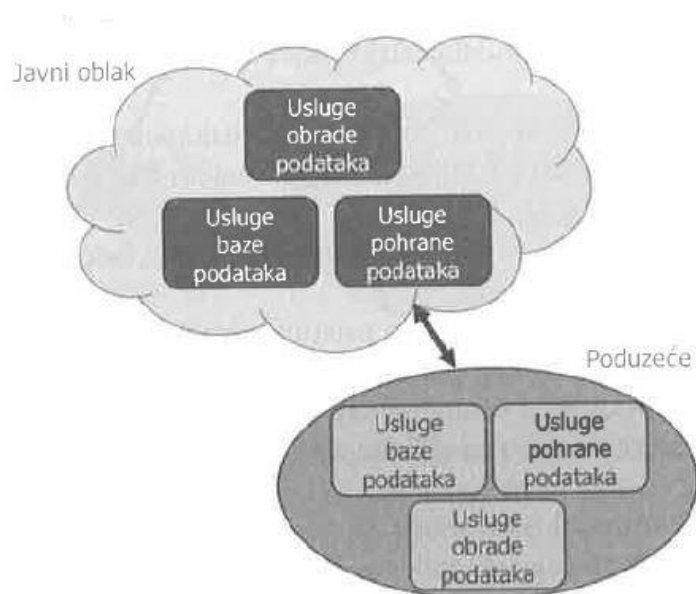 Javni oblak
Usluge
obrade
podataka
Usluge
baze
podataka
Usluge
pohrane
podataka
Poduzeće
Usluge
baze
podataka
Usluge
pohrane
podataka
Usluge
obrade
podataka